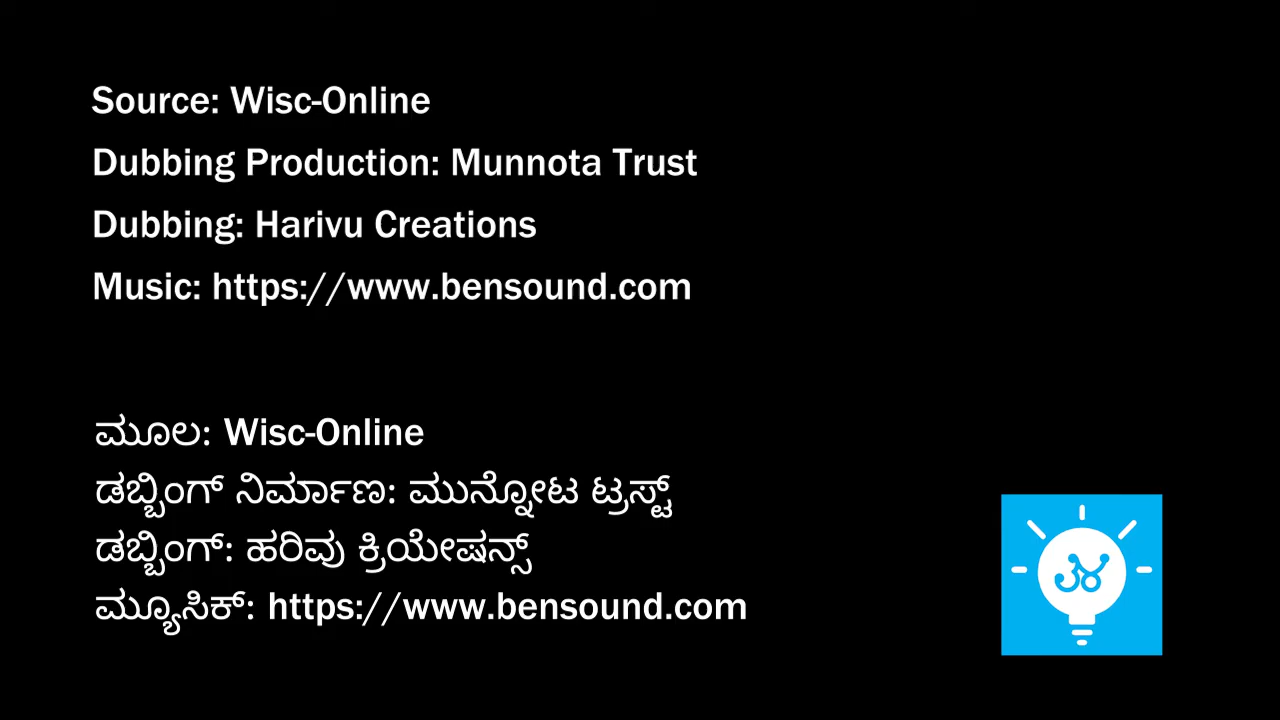 Source: Wisc-Online
Dubbing Production: Munnota Trust
Dubbing: Harivu Creations
Music: https://www.bensound.com
ಮೂಲ: Wisc-Online
ಡಬ್ಬಿಂಗ್ ನಿರ್ಮಾಣ: ಮುನ್ನೋಟ ಟ್ರಸ್ಟ್
ಡಬ್ಬಿಂಗ್: ಹರಿವು ಕ್ರಿಯೇಷನ್ಸ್
ಮ್ಯೂಸಿಕ್: https://www.bensound.com